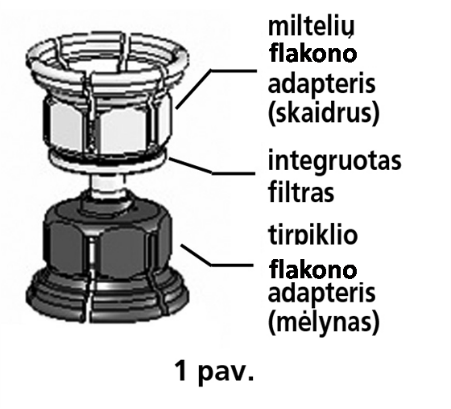 miltelių
flakono
adapteris
(skaidrus)
integruotas
filtras
tirpiklio
flakono
adapteris
(mėlynas)
1 pav.